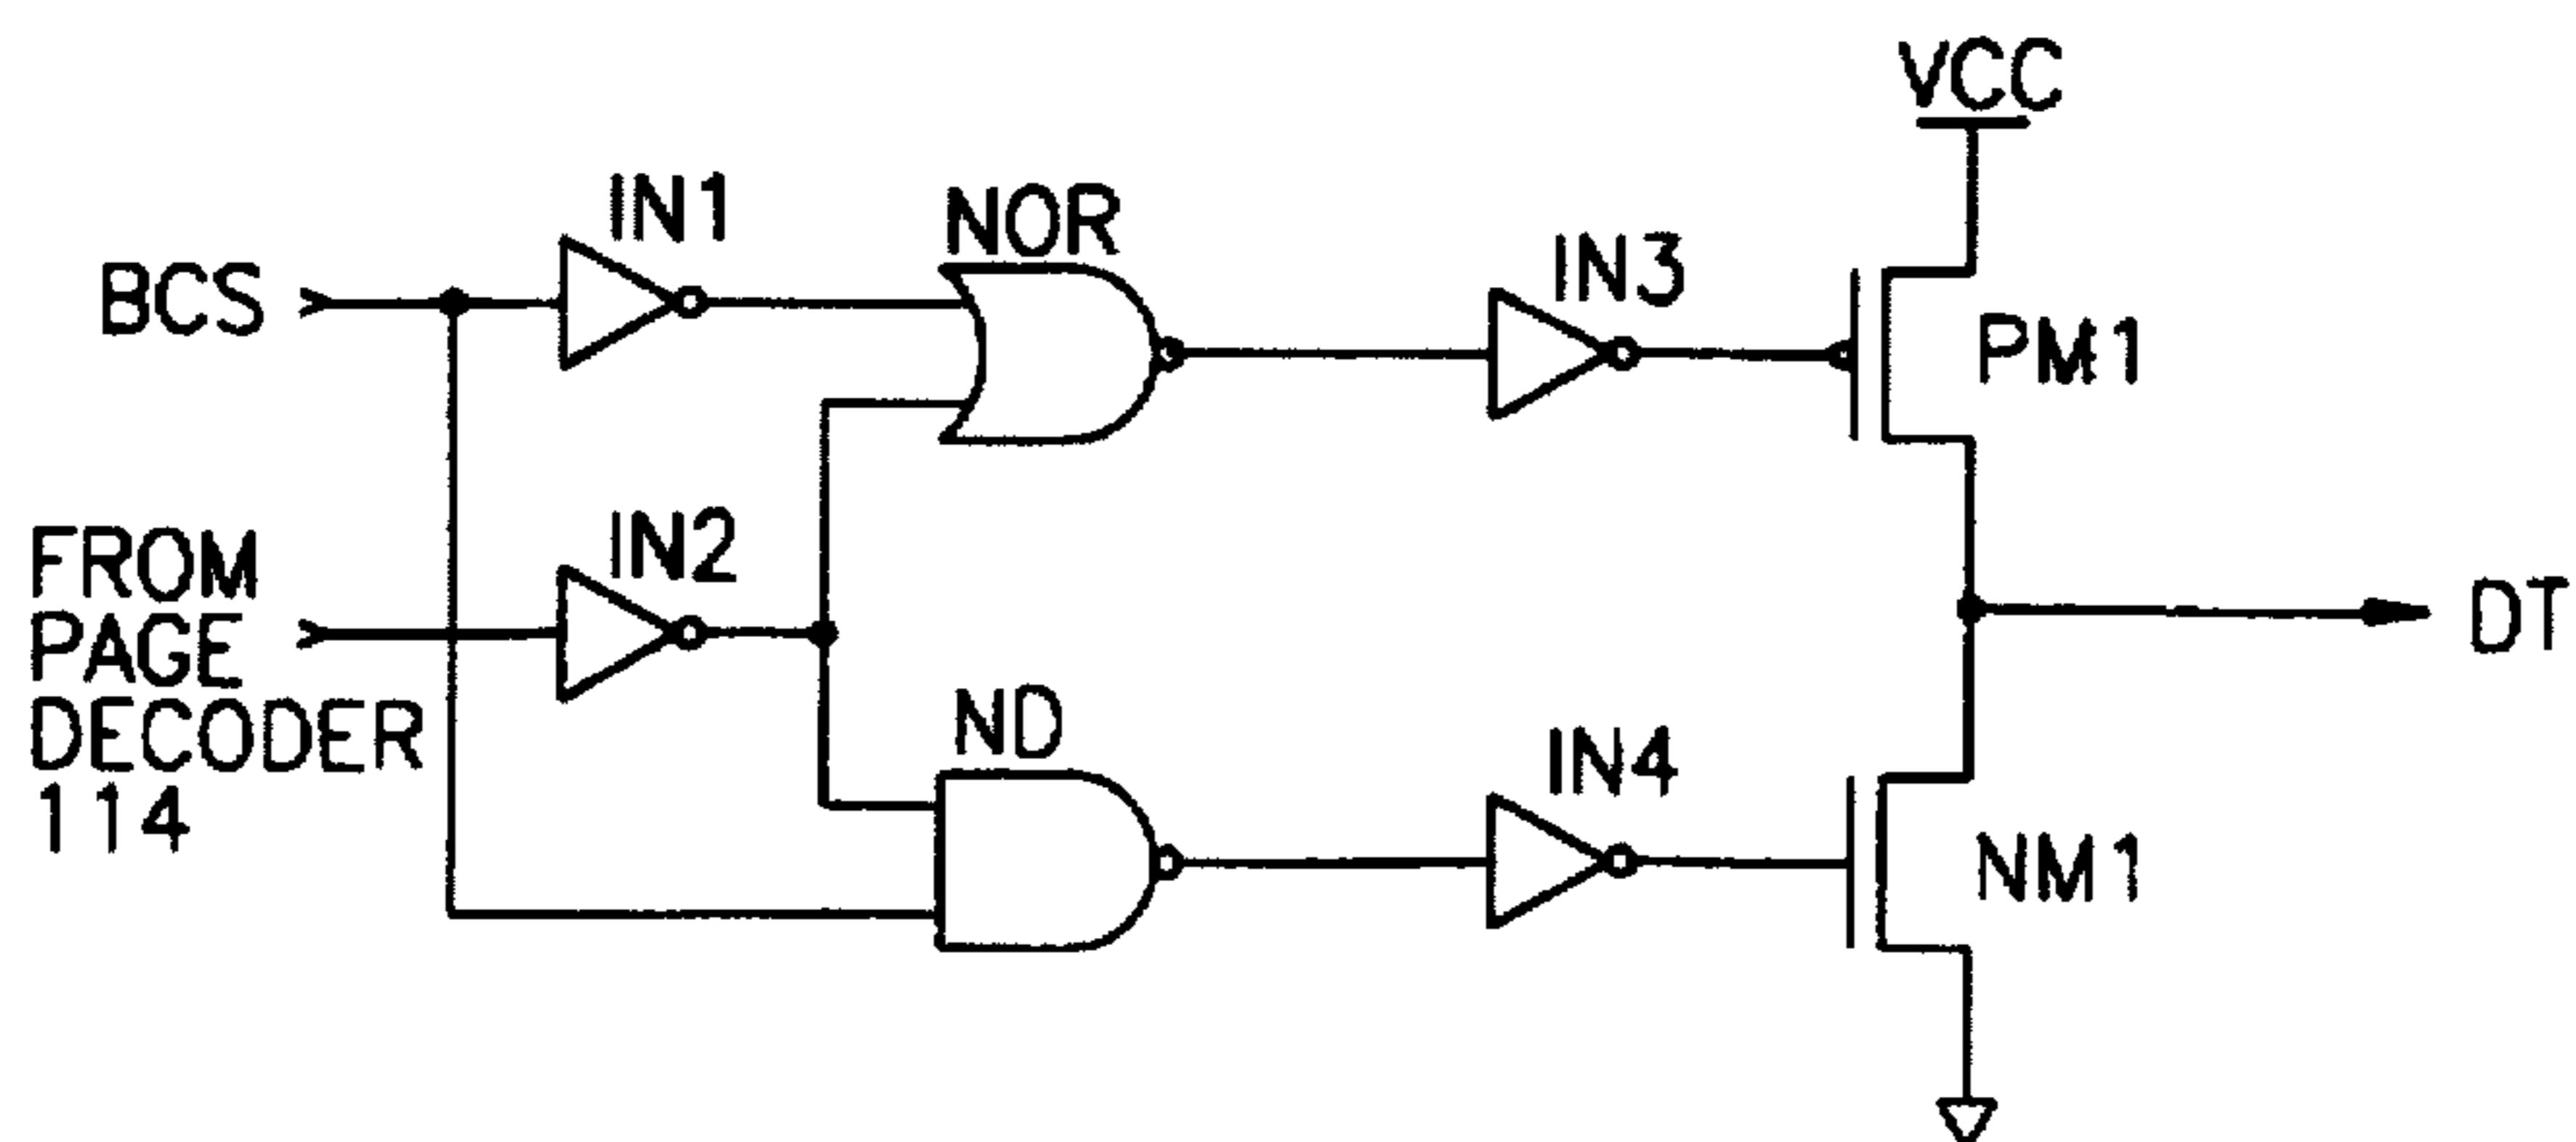 VCC
IN1
NOR
BCS
IN3
PM1
IN2
FROM
PAGE
DECODER
114
DT
ND
IN4
NM1